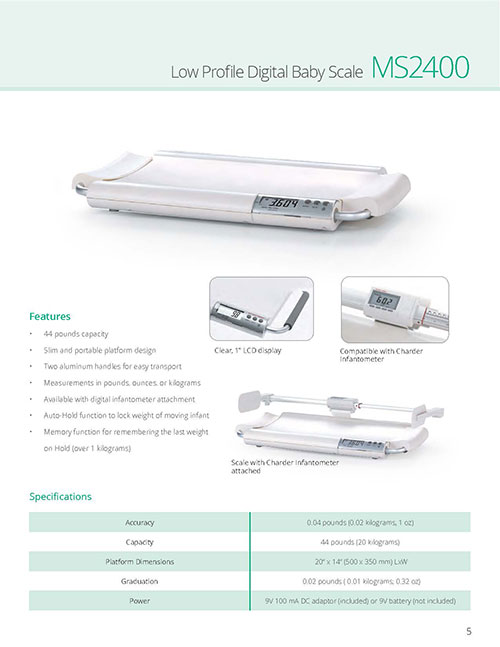 Low Profile Digital Baby Scale MS2400
3.604
Features
• 44 pounds capacity
• Slim and portable platform design
• Two aluminum handles for easy transport
• Measurements in pounds, ounces, or kilograms
• Available with digital infantometer attachment
• Auto-Hold function to lock weight of moving infant
• Memory function for remembering the last weight
on Hold (over 1 kilograms)
Clear, 1" LCD display
602
Compatible with Charder
Infantometer
Scale with Charder Infantometer
attached
Specifications
Accuracy 0.04 pounds (0.02 kilograms, 1 oz)
Capacity 44 pounds (20 kilograms)
Platform Dimensions 20" x 14" (500 x 350 mm) LxW
Graduation 0.02 pounds ( 0.01 kilograms; 0.32 oz)
Power 9V 100 mA DC adaptor (included) or 9V battery (not included)
5